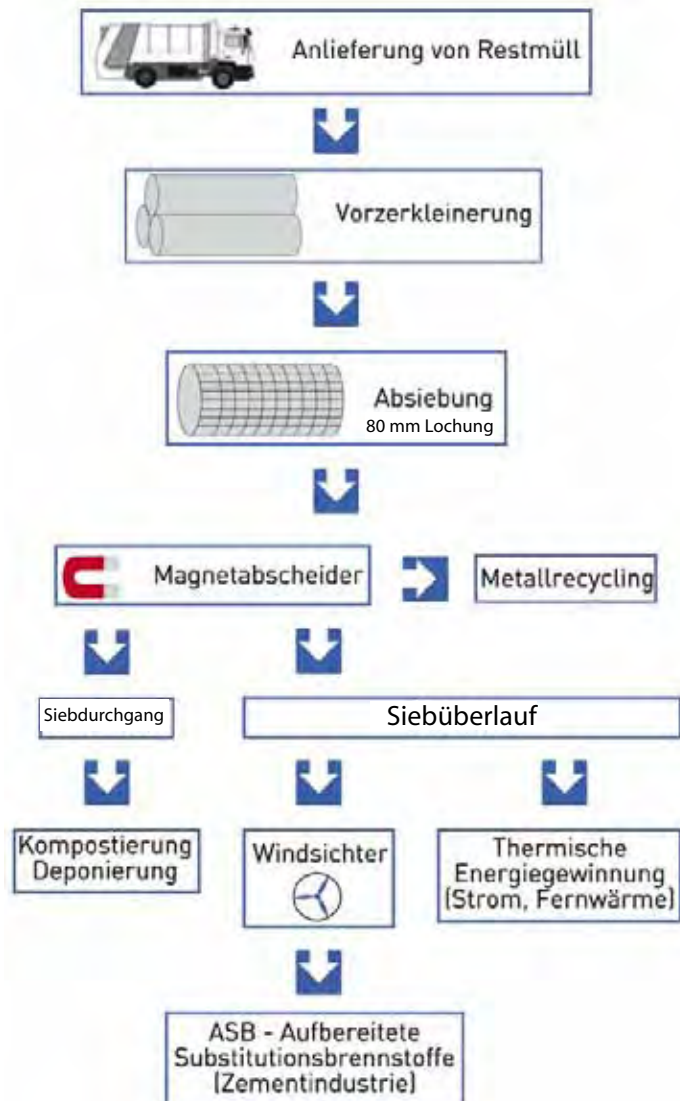 Anlieferung von Restmüll
Vorzerkleinerung
Absiebung
80 mm Lochung
Magnetabscheider
Metallrecycling
Siebdurchgang
Siebüberlauf
Kompostierung
Deponierung
Windsichter
Thermische
Energiegewinnung
(Strom, Fernwärme)
ASB - Aufbereitete
Substitutionsbrennstoffe
(Zementindustrie)